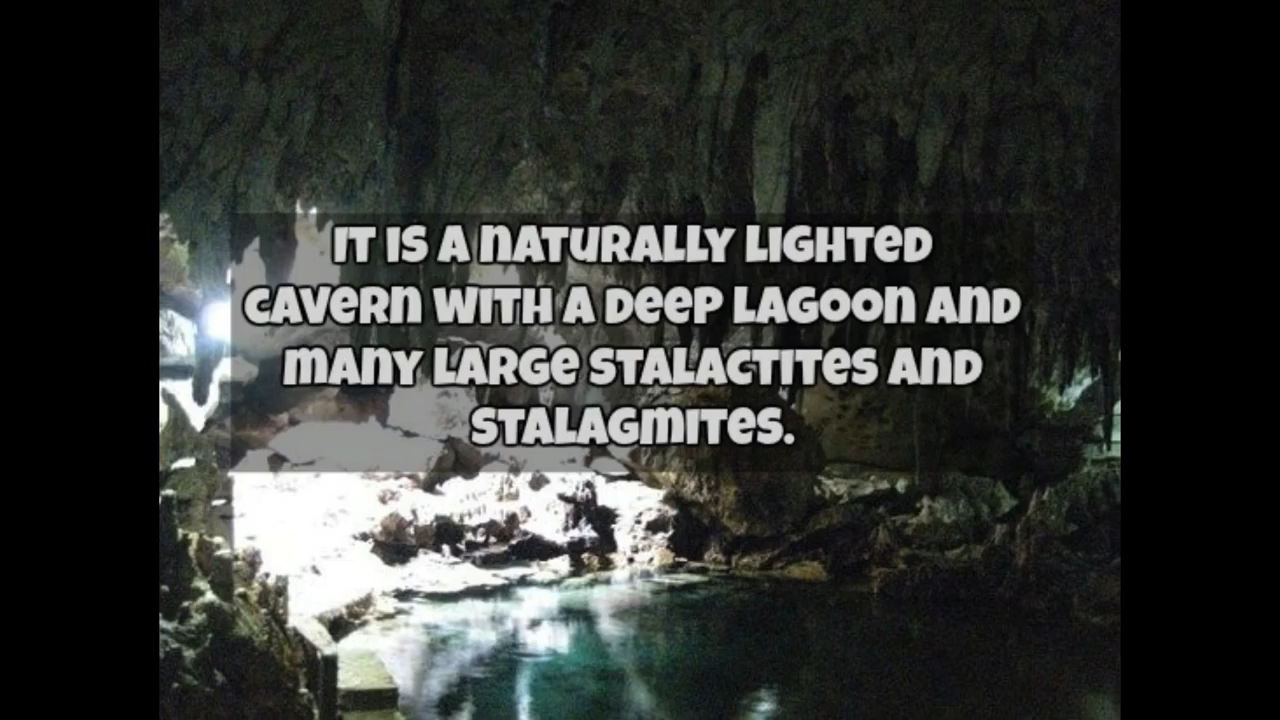 IT IS A NATURALLY LIGHTED
CAVERN WITH A DEEP LAGOON AND
MANY LARGE STALACTITES AND
STALAGMITES.